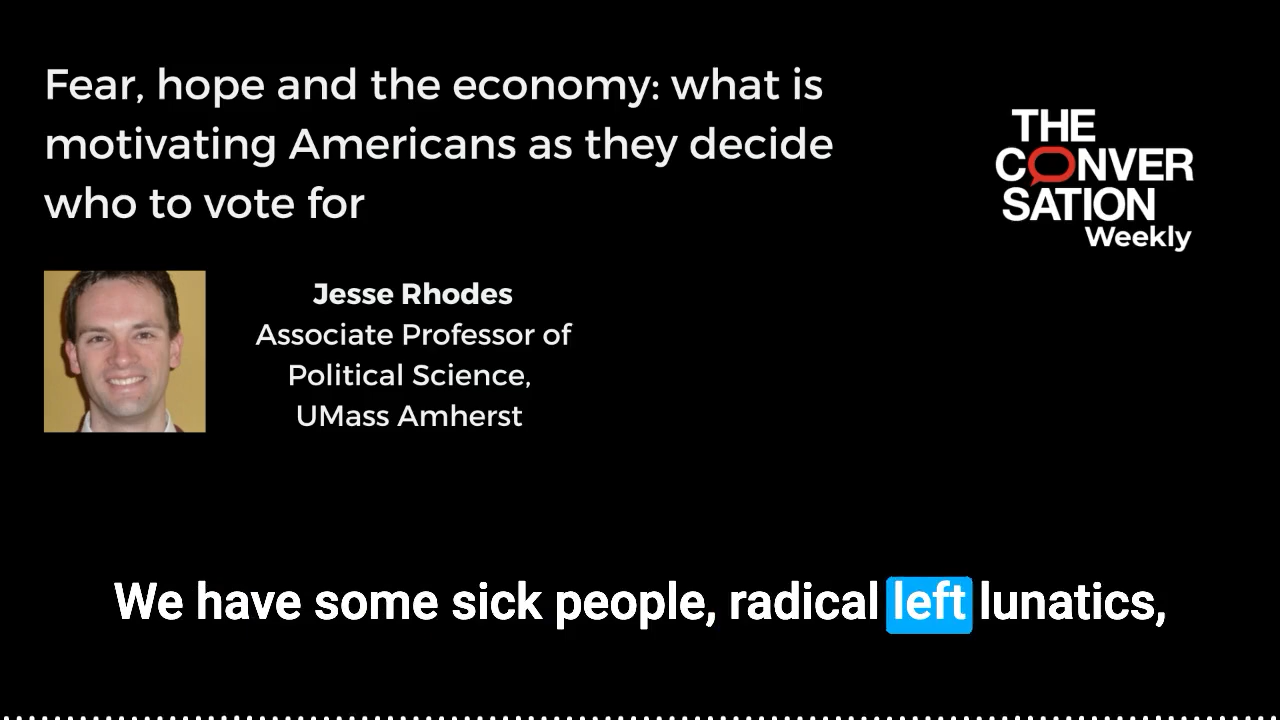 Fear, hope and the economy: what is
motivating Americans as they decide
who to vote for
THE
CONVER
SATION
Weekly
Jesse Rhodes
Associate Professor of
Political Science,
UMass Amherst
We have some sick people, radical left lunatics,